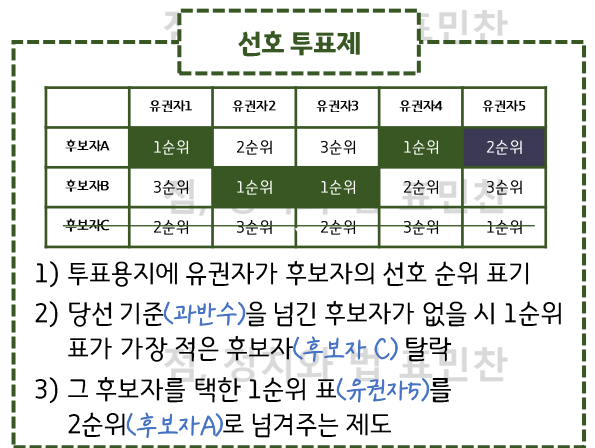 선호 투표제
유권자1 유권자2 유권자3 유권자4 유권자5
후보자A 1순위 2순위 3순위 1순위 2순위
후보자B 3순위 1순위 1순위 2순위 3순위
후보자C 2순위 3순위 2순위 3순위 1순위
1) 투표용지에 유권자가 후보자의 선호 순위 표기
2) 당선 기준(과반수)을 넘긴 후보자가 없을 시 1순위
표가 가장 적은 후보자(후보자 C) 탈락
3) 그 후보자를 택한 1순위 표(유권자5)를
2순위(후보자A)로 넘겨주는 제도
점, 정치와 법 표민찬